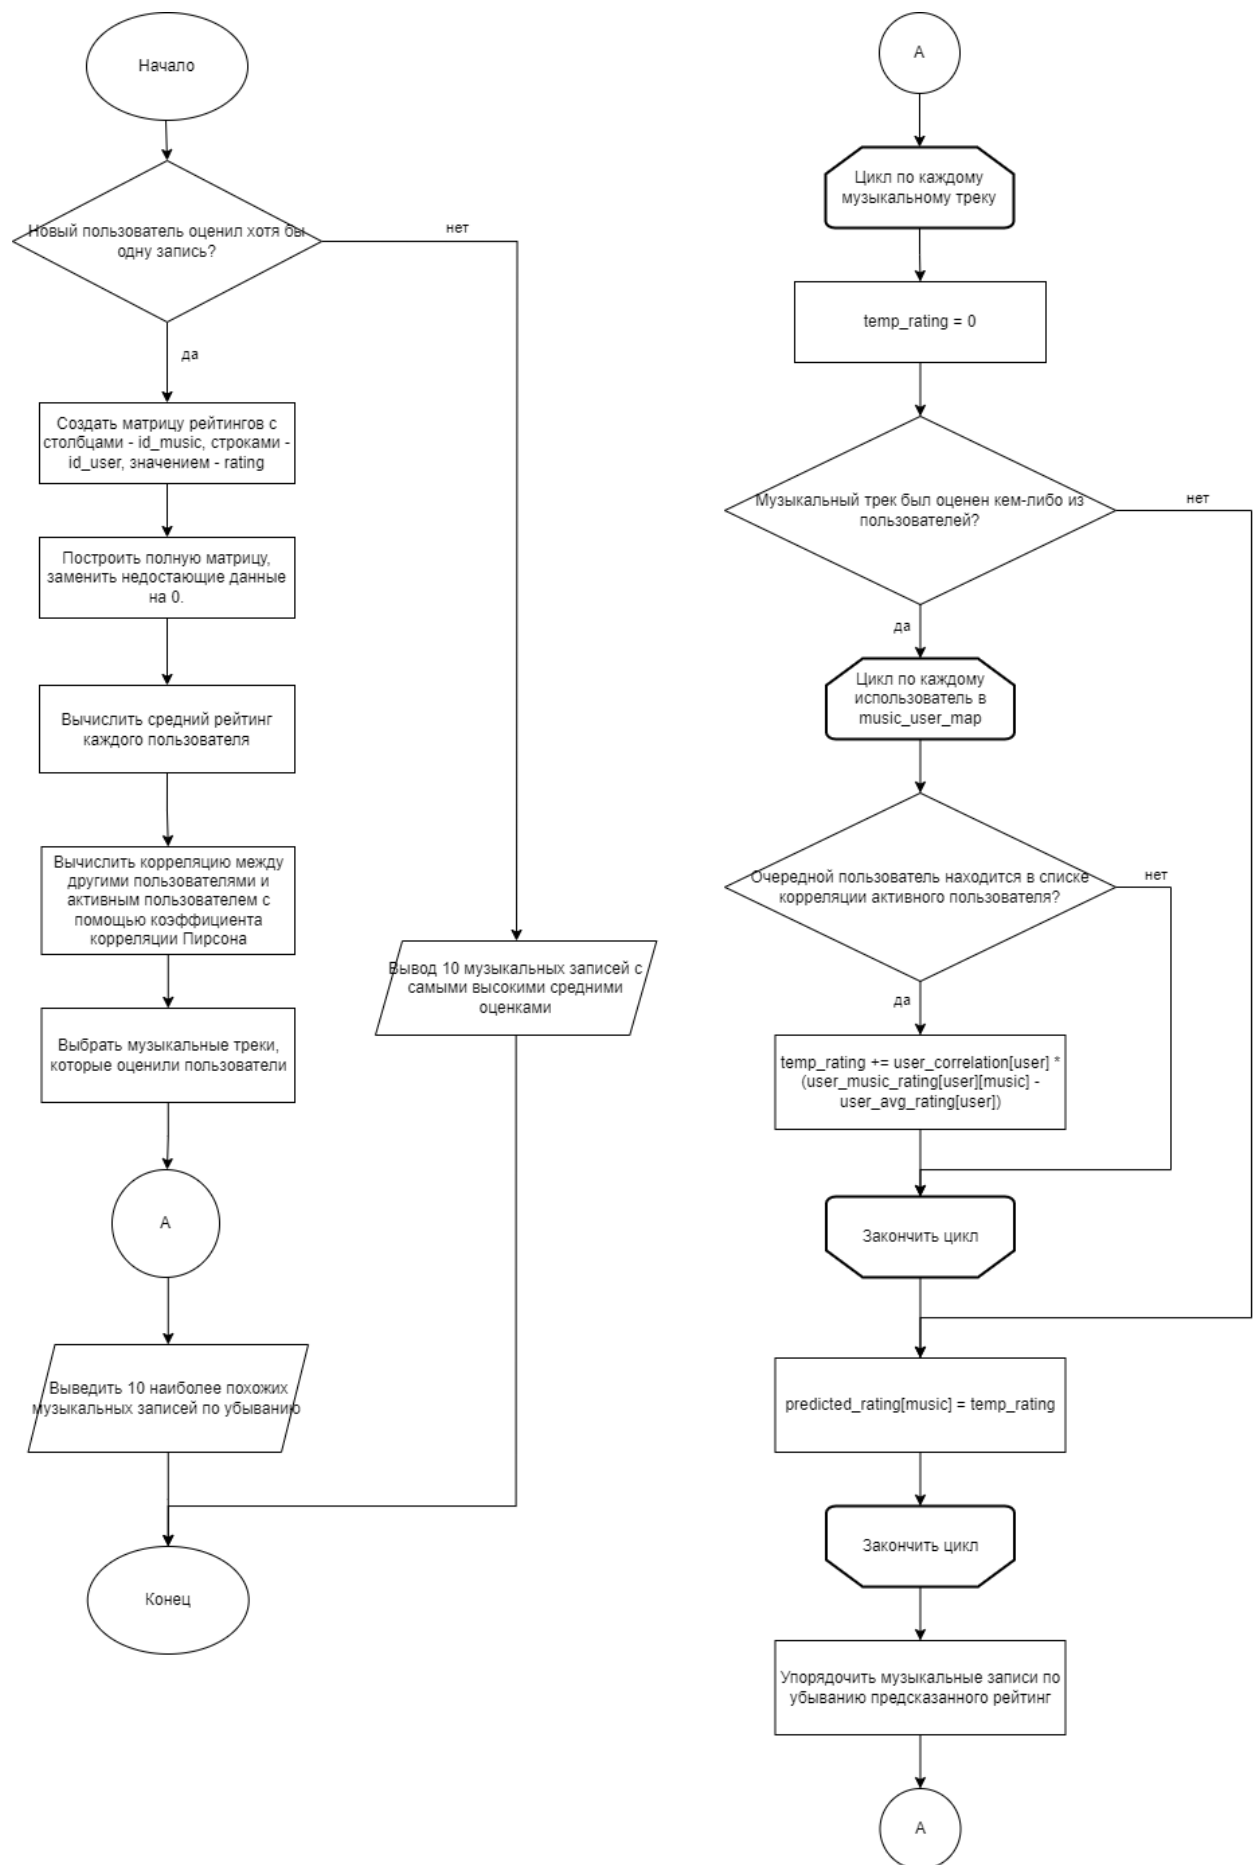 Начало
Новый пользователь оценил хотя бы
одну запись?
нет
да
Создать матрицу рейтингов с
столбцами - id_music, строками -
id_user, значением - rating
Построить полную матрицу,
заменить недостающие данные
на 0.
Вычислить средний рейтинг
каждого пользователя
Вычислить корреляцию между
другими пользователями и
активным пользователем с
помощью коэффициента
корреляции Пирсона
Вывод 10 музыкальных записей с
самыми высокими средними
оценками
Выбрать музыкальные треки,
которые оценили пользователи
А
Выведить 10 наиболее похожих
музыкальных записей по убыванию
Конец
А
Цикл по каждому
музыкальному треку
temp_rating = 0
Музыкальный трек был оценен кем-либо из
пользователей?
нет
да
Цикл по каждому
использователь в
music_user_map
Очередной пользователь находится в списке
корреляции активного пользователя?
нет
да
temp_rating += user_correlation[user] *
(user_music_rating[user][music] -
user_avg_rating[user])
Закончить цикл
predicted_rating[music] = temp_rating
Закончить цикл
Упорядочить музыкальные записи по
убыванию предсказанного рейтинг
А